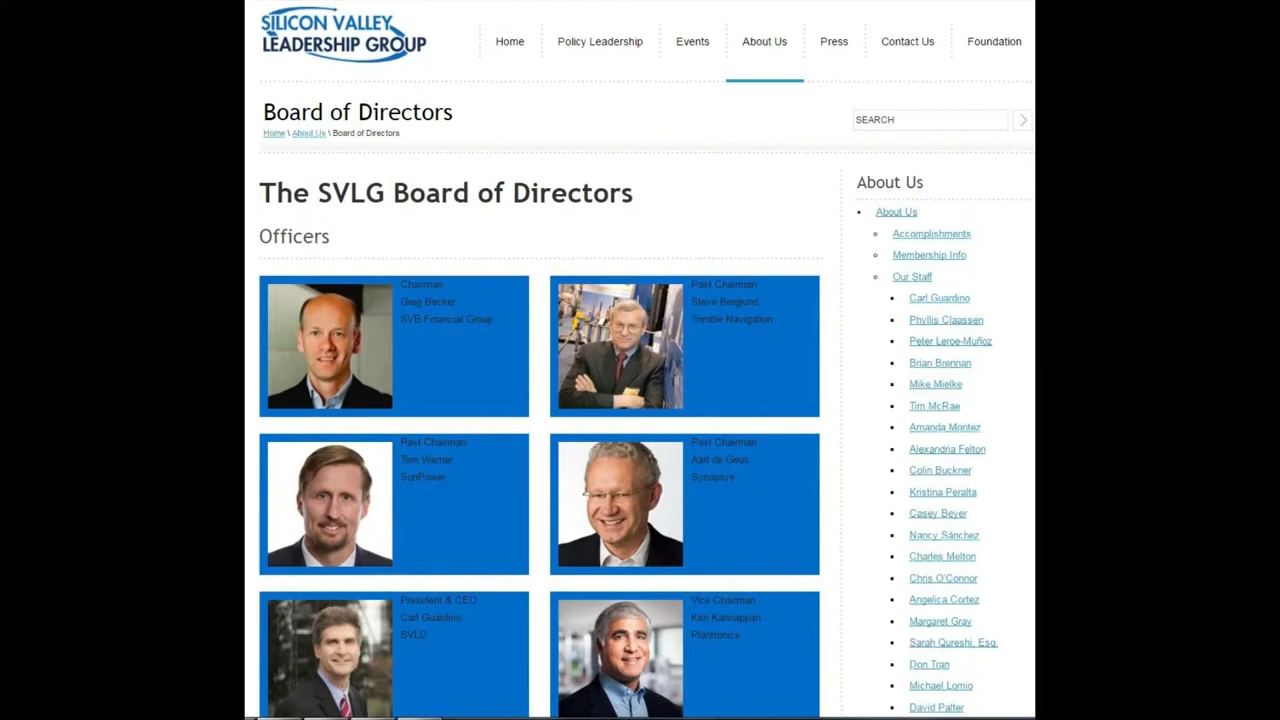 SILICON VALLEY
LEADERSHIP GROUP
Home
Policy Leadership
Events
About Us
Press
Contact Us
Foundation
Board of Directors
Home \ About Us \ Board of Directors
SEARCH
The SVLG Board of Directors
Officers
Chairman
Greg Becker
SVB Financial Group
Past Chairman
Steve Berglund
Trimble Navigation
Past Chairman
Tom Werner
SunPower
Past Chairman
Aart de Geus
Synopsys
President & CEO
Carl Guardino
SVLG
Vice Chairman
Ken Kannappan
Plantronics
About Us
About Us
Accomplishments
Membership Info
Our Staff
Carl Guardino
Phyllis Claassen
Peter Leroe-Muñoz
Brian Brennan
Mike Mielke
Tim McRae
Amanda Montez
Alexandria Felton
Colin Buckner
Kristina Peralta
Casey Beyer
Nancy Sánchez
Charles Melton
Chris O'Connor
Angelica Cortez
Margaret Gray
Sarah Qureshi, Esq.
Don Tran
Michael Lomio
David Palter